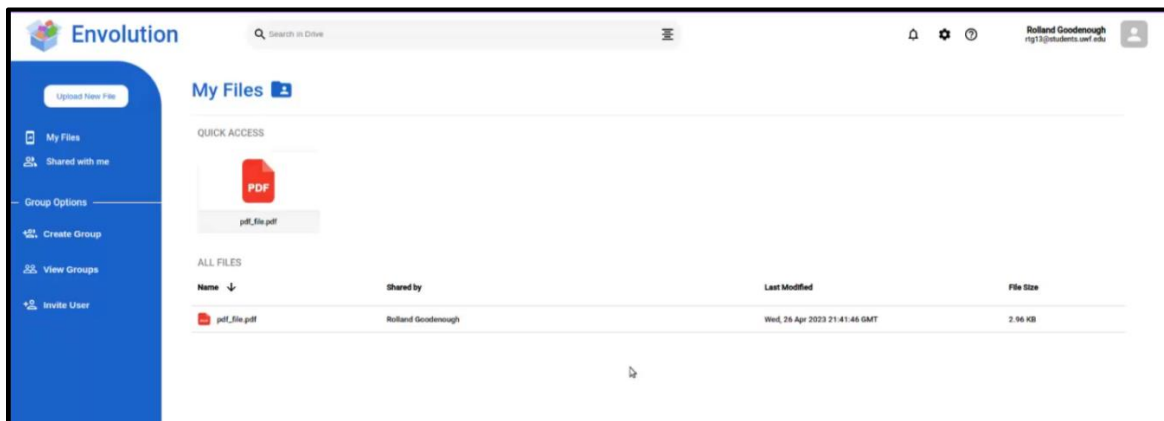 Envolution
Search in Drive
Rolland Goodenough
rtg13@students.uwf.edu
Upload New File
My Files
Shared with me
Group Options
Create Group
View Groups
Invite User
My Files
QUICK ACCESS
PDF
pdf_file.pdf
ALL FILES
Name Shared by Last Modified File Size
pdf_file.pdf Rolland Goodenough Wed, 26 Apr 2023 21:41:46 GMT 2.96 KB